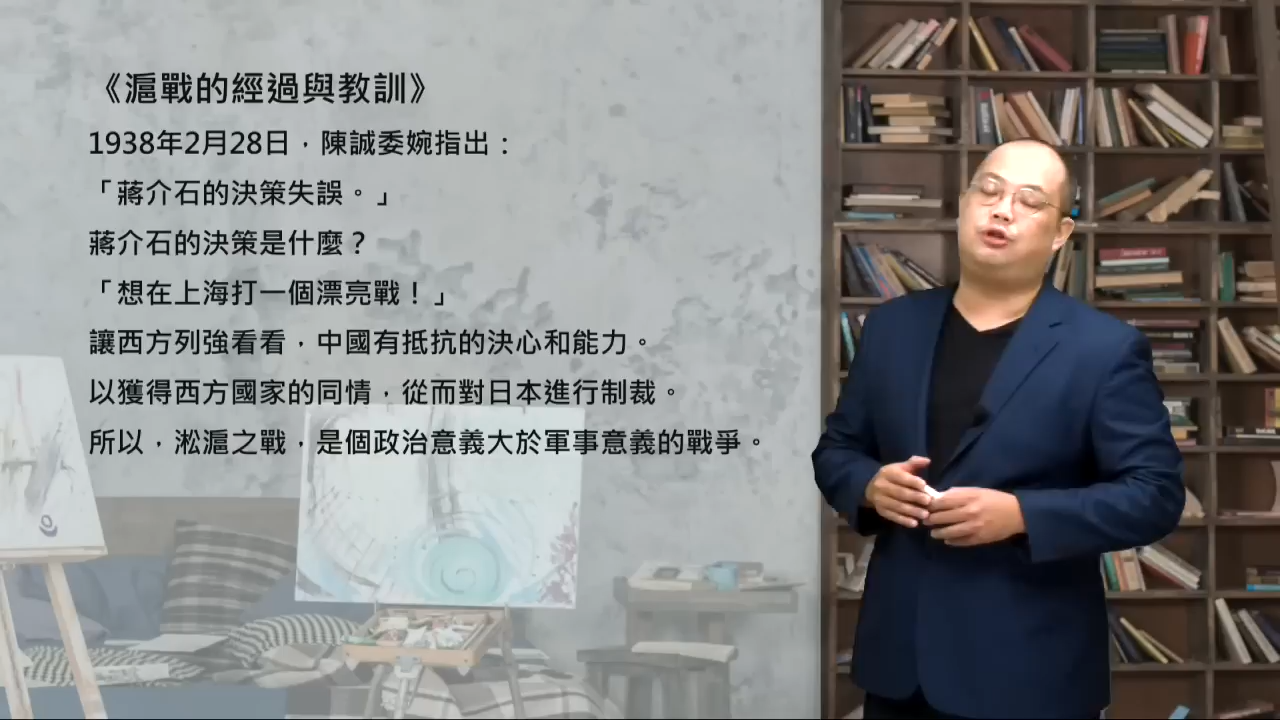 《滬戰的經過與教訓》
1938年2月28日，陳誠委婉指出：
「蔣介石的決策失誤。」
蔣介石的決策是什麼？
「想在上海打一個漂亮戰！」
讓西方列強看看，中國有抵抗的決心和能力。
以獲得西方國家的同情，從而對日本進行制裁。
所以，淞滬之戰，是個政治意義大於軍事意義的戰爭。